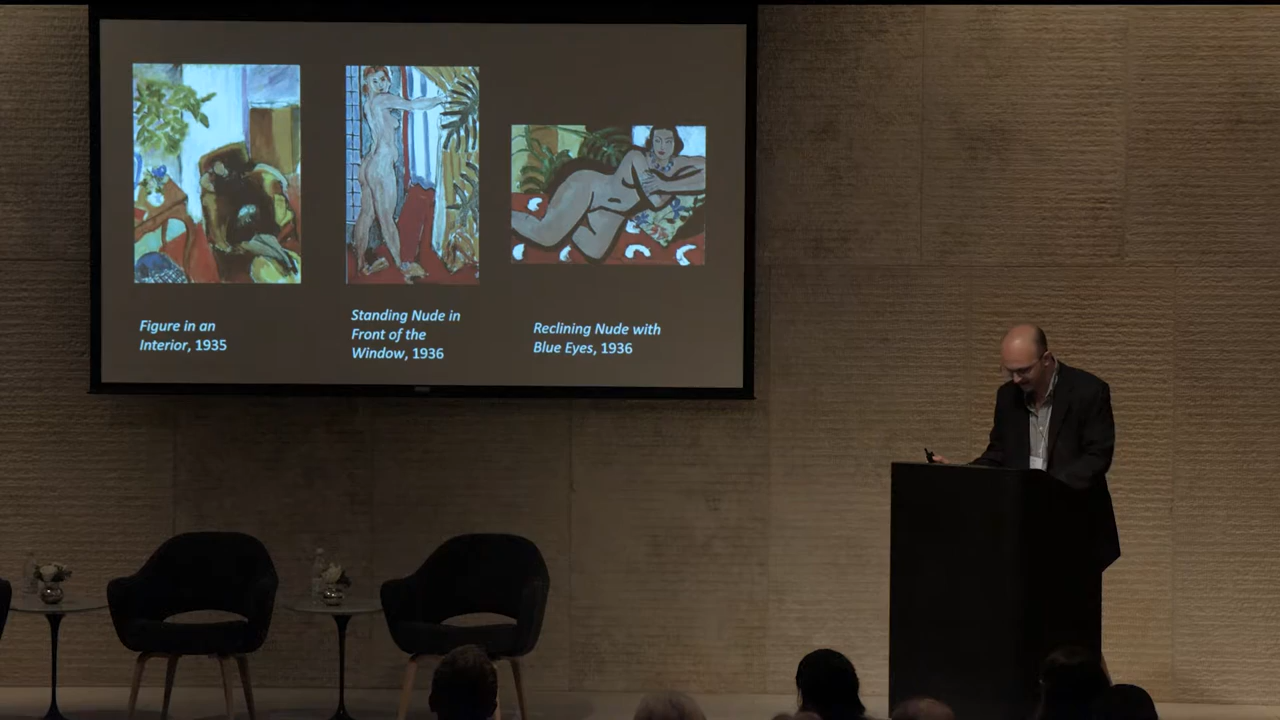 Figure in an
Interior, 1935
Standing Nude in
Front of the
Window, 1936
Reclining Nude with
Blue Eyes, 1936